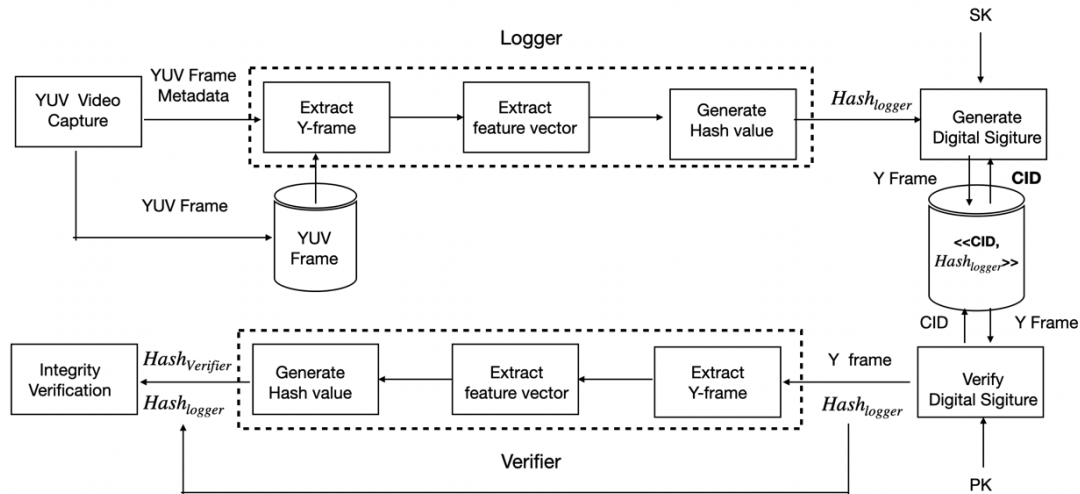 Logger
SK
YUV Video
Capture
YUV Frame
Metadata
Extract
Y-frame
Extract
feature vector
Generate
Hash value
Hash_logger
Generate
Digital Sigiture
Y Frame
CID
YUV Frame
YUV
Frame
<<CID,
Hash_logger>>
CID
Y Frame
Integrity
Verification
Hash_Verifier
Hash_logger
Generate
Hash value
Extract
feature vector
Extract
Y-frame
Y frame
Hash_logger
Verify
Digital Sigiture
Verifier
PK